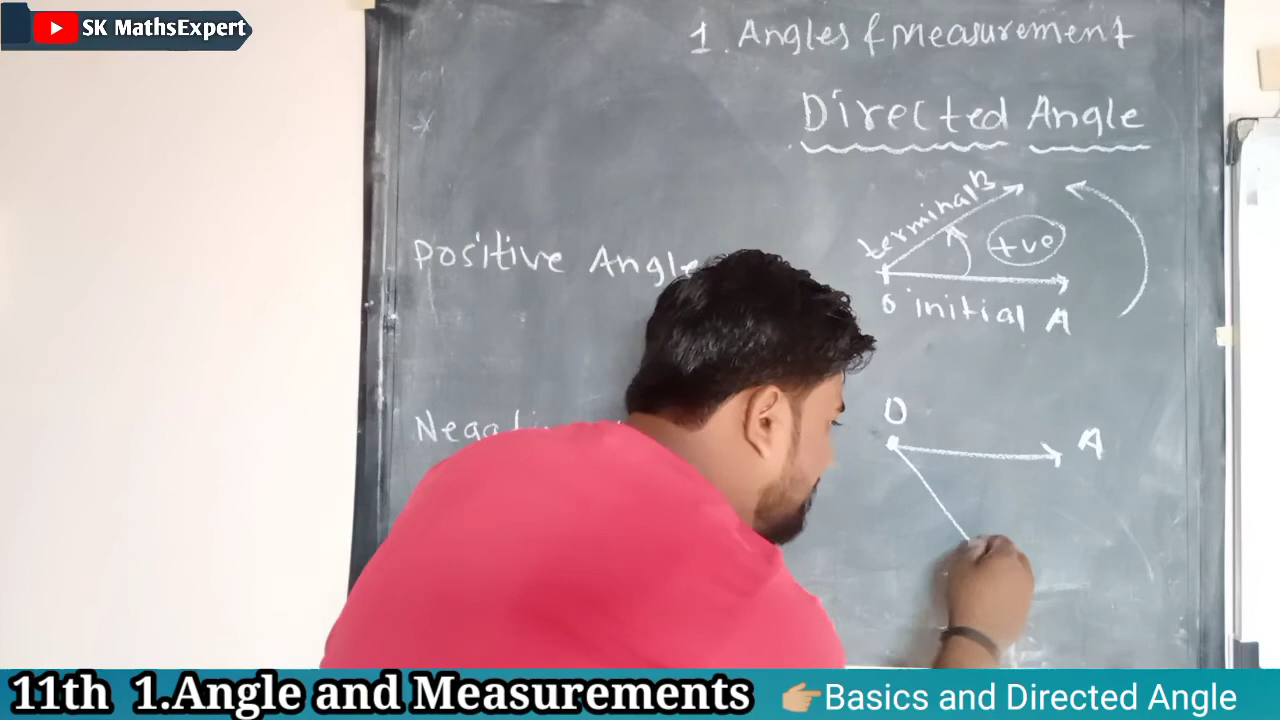 SK MathsExpert
1. Angles & Measurement
Directed Angle
terminal B
+ve
Positive Angle
O initial A
O
A
11th 1.Angle and Measurements
👉Basics and Directed Angle